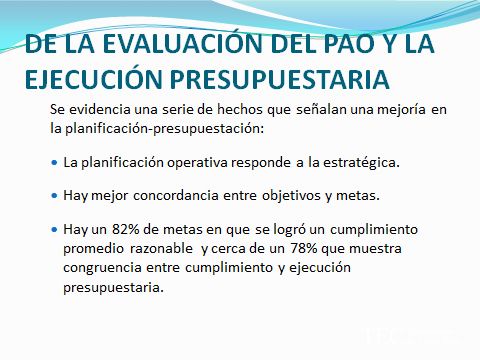 DE LA EVALUACIÓN DEL PAO Y LA
EJECUCIÓN PRESUPUESTARIA
Se evidencia una serie de hechos que señalan una mejoría en
la planificación-presupuestación:
• La planificación operativa responde a la estratégica.
• Hay mejor concordancia entre objetivos y metas.
• Hay un 82% de metas en que se logró un cumplimiento
promedio razonable y cerca de un 78% que muestra
congruencia entre cumplimiento y ejecución
presupuestaria.